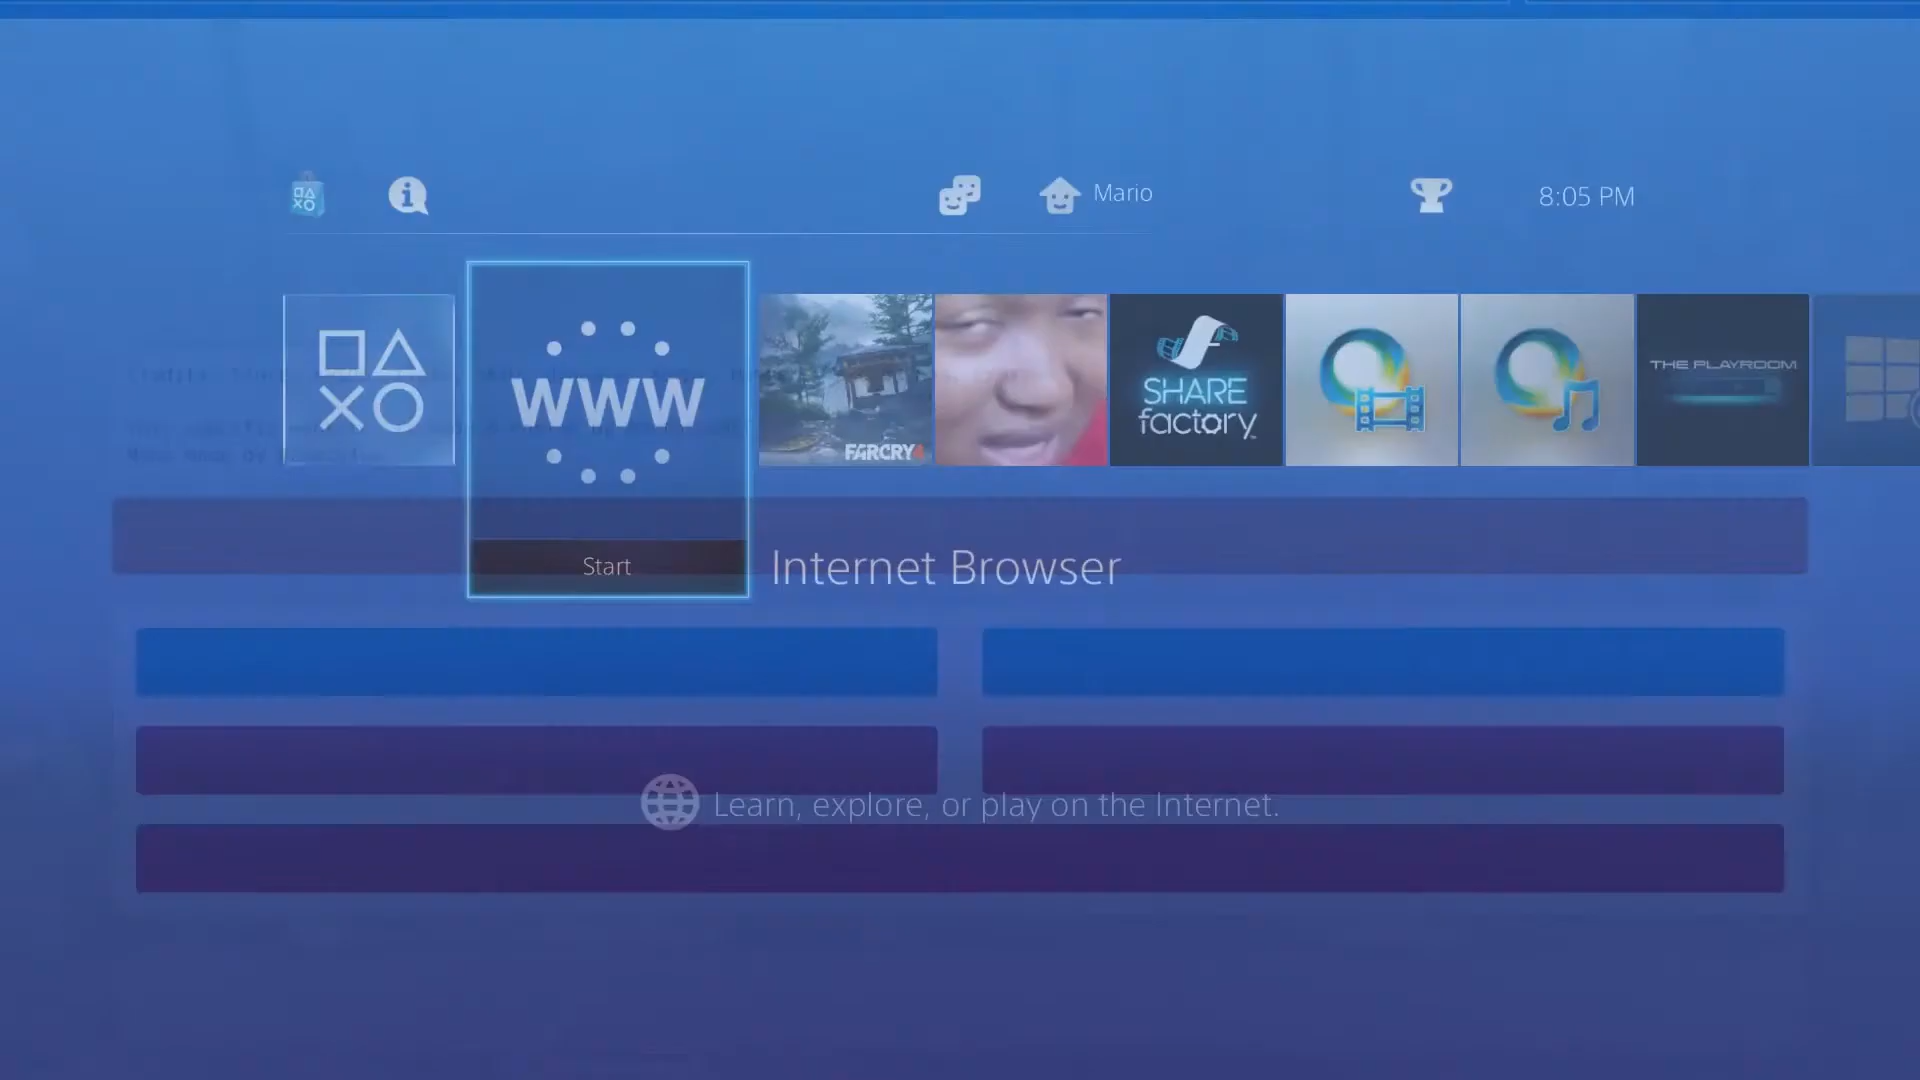 Mario
8:05 PM
WWW
FARCRY4
SHARE
factory
THE PLAYROOM
Start
Internet Browser
Learn, explore, or play on the Internet.